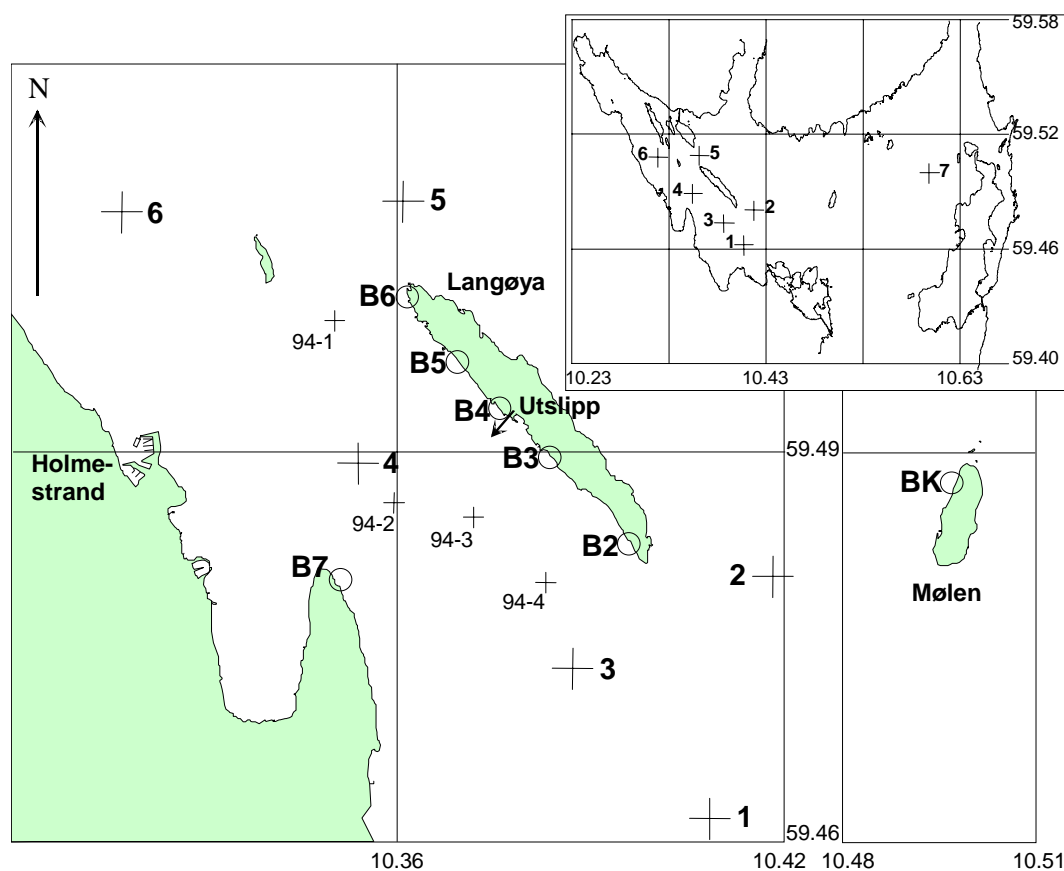 59.58
N
59.52
6
5
7
4
2
3
1
59.46
59.40
10.23
10.43
10.63
6
5
Langøya
B6
94-1
B5
B4
Utslipp
B3
59.49
Holme-
strand
4
BK
94-2
94-3
B2
B7
2
94-4
Mølen
3
1
59.46
10.36
10.42
10.48
10.51